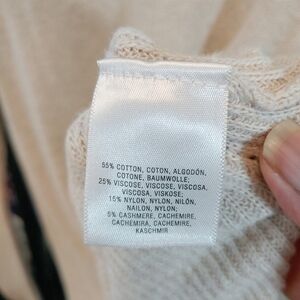 55% COTTON, COTON, ALGODÓN,
COTONE, BAUMWOLLE;
25% VISCOSE, VISCOSE, VISCOSA,
VISCOSA, VISKOSE;
15% NYLON, NYLON, NILÓN,
NAILON, NYLON;
5% CASHMERE, CACHEMIRE,
CACHEMIRA, CACHEMIRE,
KASCHMIR